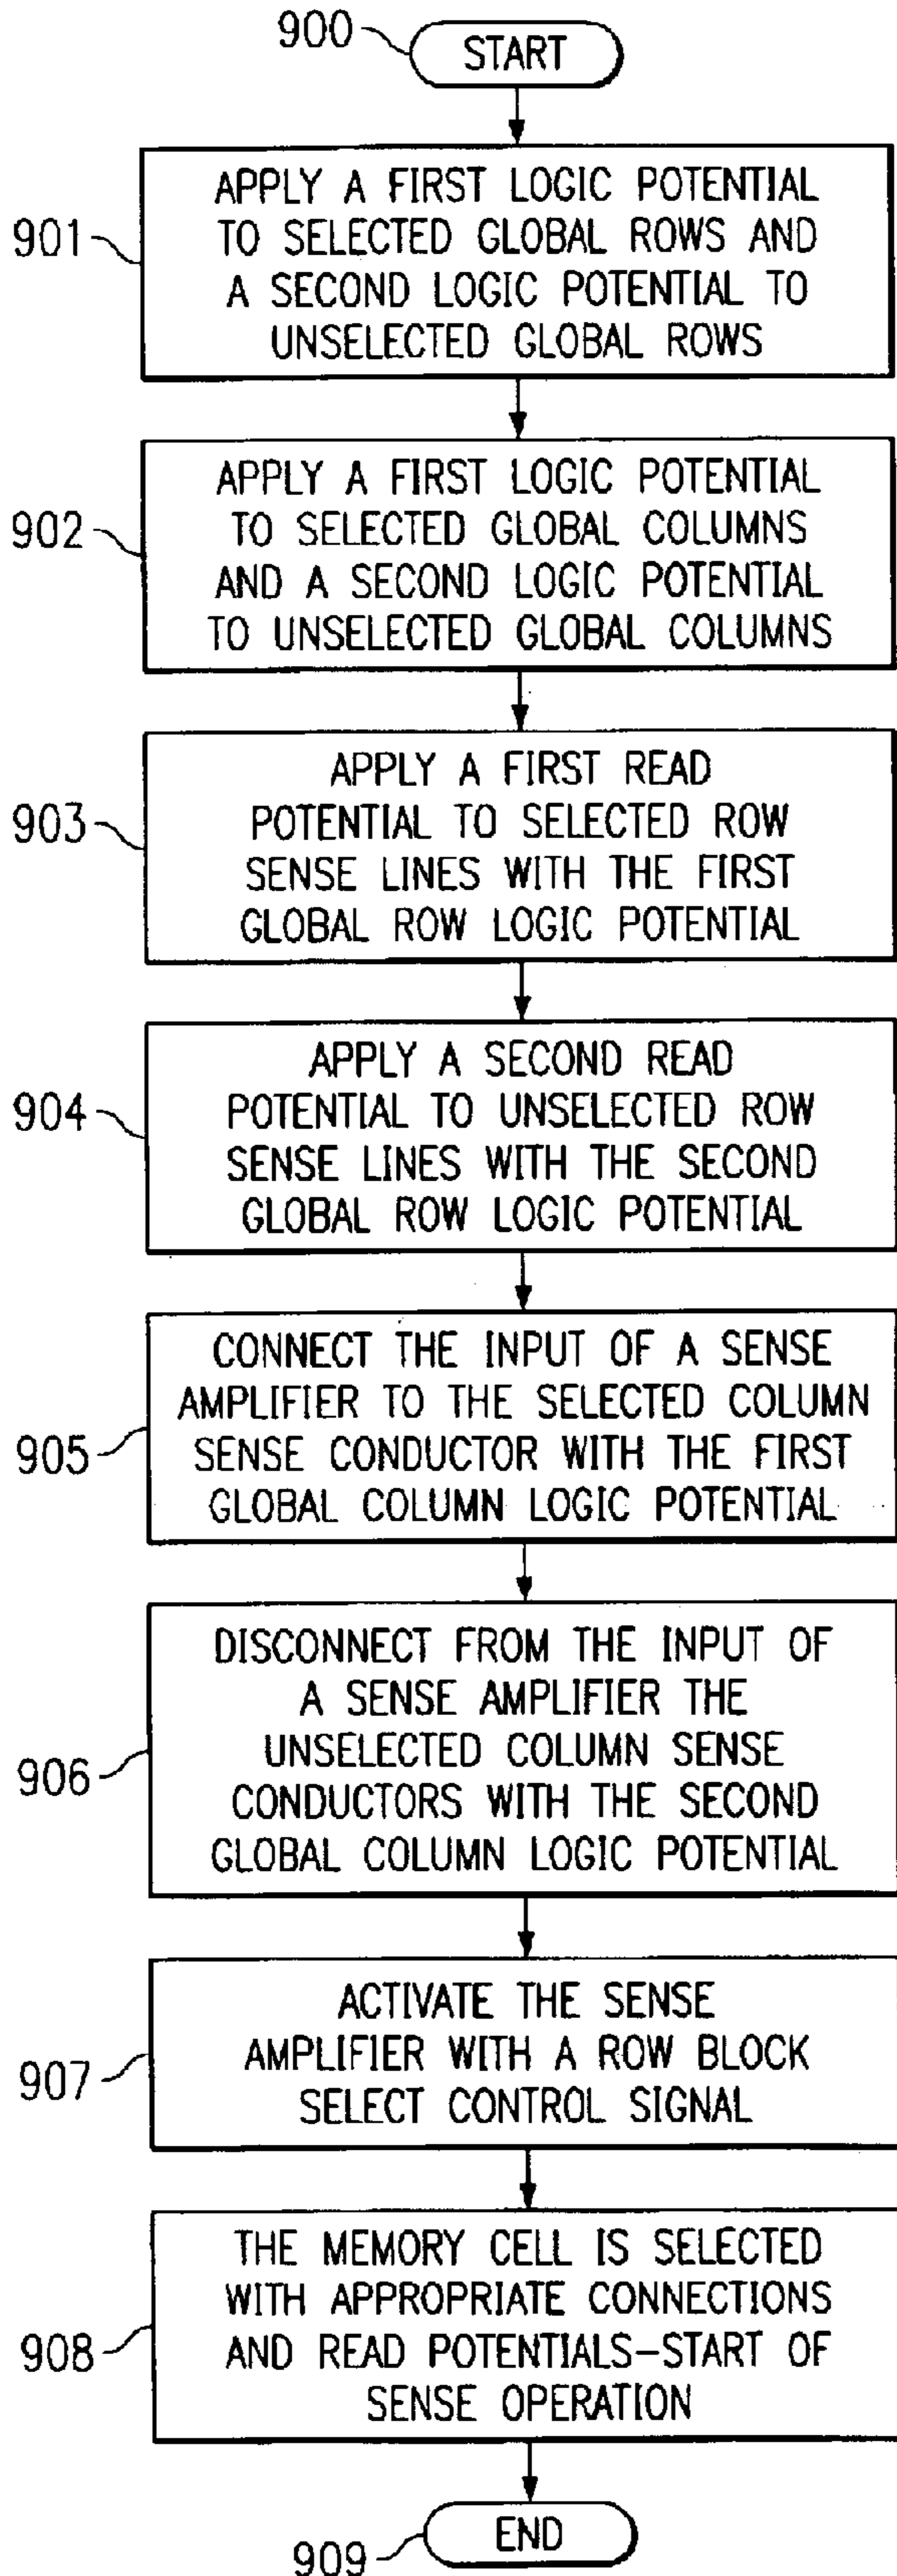 900
START
901
APPLY A FIRST LOGIC POTENTIAL
TO SELECTED GLOBAL ROWS AND
A SECOND LOGIC POTENTIAL TO
UNSELECTED GLOBAL ROWS
902
APPLY A FIRST LOGIC POTENTIAL
TO SELECTED GLOBAL COLUMNS
AND A SECOND LOGIC POTENTIAL
TO UNSELECTED GLOBAL COLUMNS
903
APPLY A FIRST READ
POTENTIAL TO SELECTED ROW
SENSE LINES WITH THE FIRST
GLOBAL ROW LOGIC POTENTIAL
904
APPLY A SECOND READ
POTENTIAL TO UNSELECTED ROW
SENSE LINES WITH THE SECOND
GLOBAL ROW LOGIC POTENTIAL
905
CONNECT THE INPUT OF A SENSE
AMPLIFIER TO THE SELECTED COLUMN
SENSE CONDUCTOR WITH THE FIRST
GLOBAL COLUMN LOGIC POTENTIAL
906
DISCONNECT FROM THE INPUT OF
A SENSE AMPLIFIER THE
UNSELECTED COLUMN SENSE
CONDUCTORS WITH THE SECOND
GLOBAL COLUMN LOGIC POTENTIAL
907
ACTIVATE THE SENSE
AMPLIFIER WITH A ROW BLOCK
SELECT CONTROL SIGNAL
908
THE MEMORY CELL IS SELECTED
WITH APPROPRIATE CONNECTIONS
AND READ POTENTIALS-START OF
SENSE OPERATION
909
END